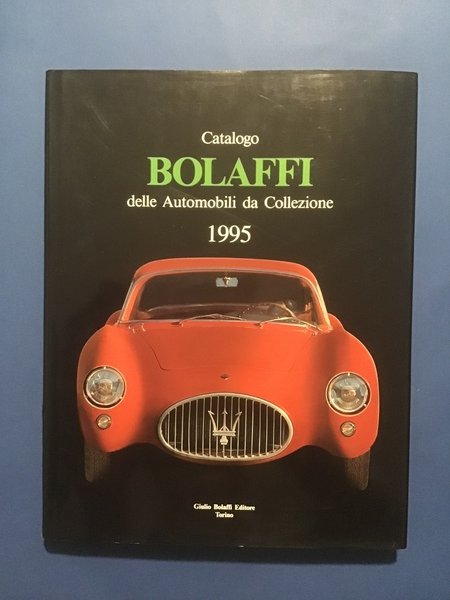 Catalogo
BOLAFFI
delle Automobili da Collezione
1995
Giulio Bolaffi Editore
Torino